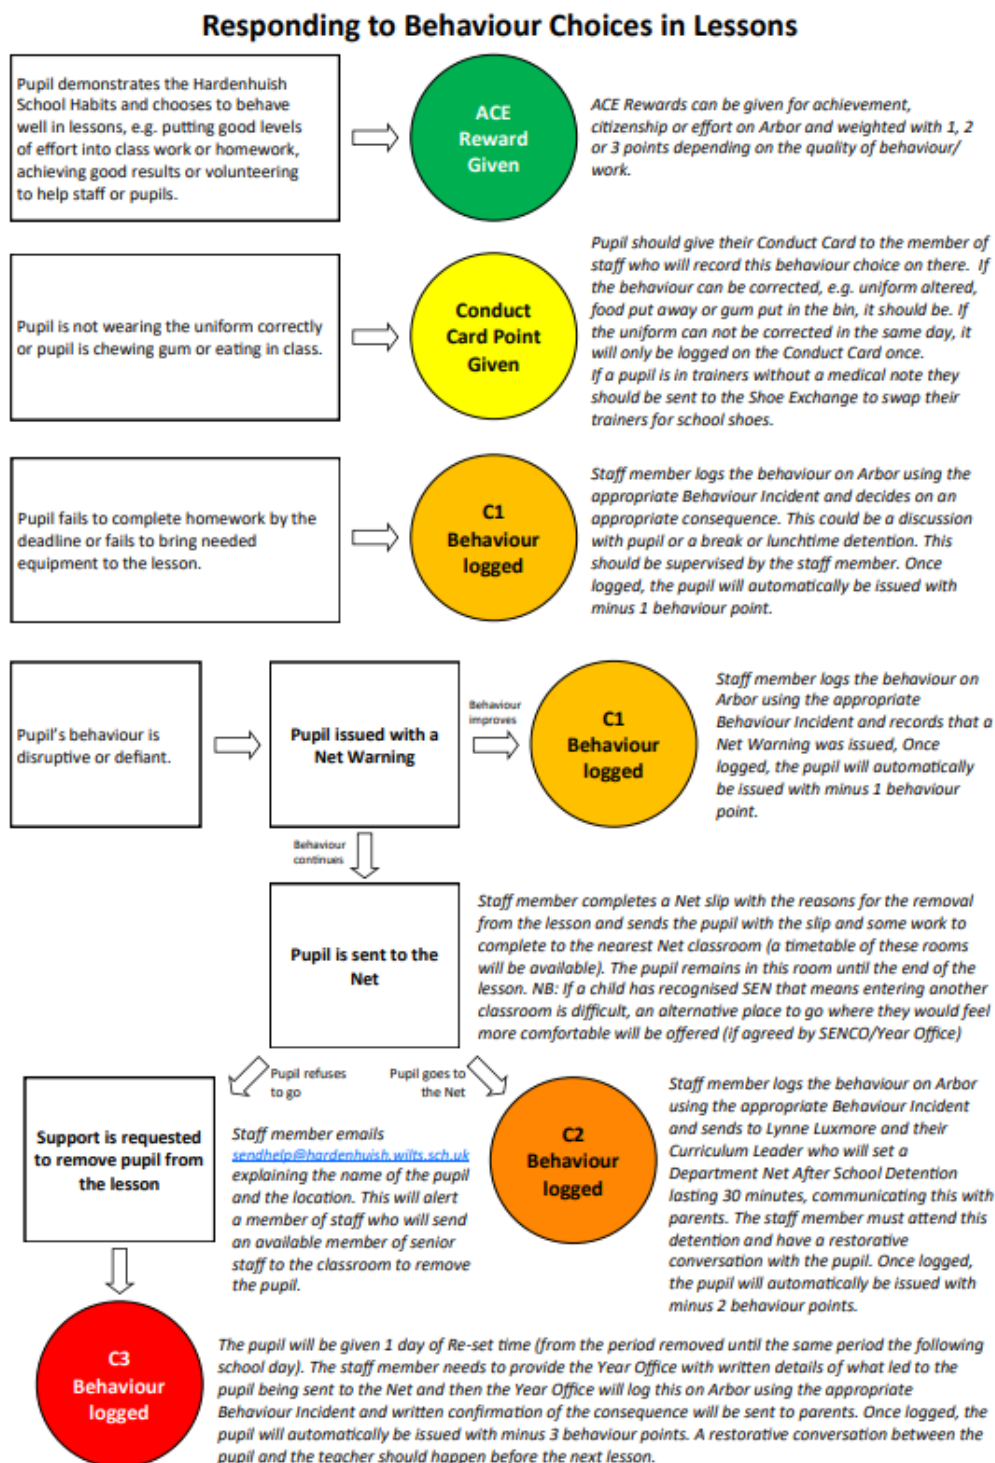 Responding to Behaviour Choices in Lessons
Pupil demonstrates the Hardenhuish
School Habits and chooses to behave
well in lessons, e.g. putting good levels
of effort into class work or homework,
achieving good results or volunteering
to help staff or pupils.
ACE
Reward
Given
ACE Rewards can be given for achievement,
citizenship or effort on Arbor and weighted with 1, 2
or 3 points depending on the quality of behaviour/
work.
Pupil is not wearing the uniform correctly
or pupil is chewing gum or eating in class.
Conduct
Card Point
Given
Pupil should give their Conduct Card to the member of
staff who will record this behaviour choice on there. If
the behaviour can be corrected, e.g. uniform altered,
food put away or gum put in the bin, it should be. If
the uniform can not be corrected in the same day, it
will only be logged on the Conduct Card once.
If a pupil is in trainers without a medical note they
should be sent to the Shoe Exchange to swap their
trainers for school shoes.
Pupil fails to complete homework by the
deadline or fails to bring needed
equipment to the lesson.
C1
Behaviour
logged
Staff member logs the behaviour on Arbor using the
appropriate Behaviour Incident and decides on an
appropriate consequence. This could be a discussion
with pupil or a break or lunchtime detention. This
should be supervised by the staff member. Once
logged, the pupil will automatically be issued with
minus 1 behaviour point.
Pupil's behaviour is
disruptive or defiant.
Pupil issued with a
Net Warning
Behaviour
improves
C1
Behaviour
logged
Staff member logs the behaviour on
Arbor using the appropriate
Behaviour Incident and records that a
Net Warning was issued, Once
logged, the pupil will automatically
be issued with minus 1 behaviour
point.
Behaviour
continues
Pupil is sent to the
Net
Staff member completes a Net slip with the reasons for the removal
from the lesson and sends the pupil with the slip and some work to
complete to the nearest Net classroom (a timetable of these rooms
will be available). The pupil remains in this room until the end of the
lesson. NB: If a child has recognised SEN that means entering another
classroom is difficult, an alternative place to go where they would feel
more comfortable will be offered (if agreed by SENCO/Year Office)
Pupil refuses
to go
Pupil goes to
the Net
Support is requested
to remove pupil from
the lesson
Staff member emails
sendhelp@hardenhuish.wilts.sch.uk
explaining the name of the pupil
and the location. This will alert
a member of staff who will send
an available member of senior
staff to the classroom to remove
the pupil.
C2
Behaviour
logged
Staff member logs the behaviour on Arbor
using the appropriate Behaviour Incident
and sends to Lynne Luxmore and their
Curriculum Leader who will set a
Department Net After School Detention
lasting 30 minutes, communicating this with
parents. The staff member must attend this
detention and have a restorative
conversation with the pupil. Once logged,
the pupil will automatically be issued with
minus 2 behaviour points.
C3
Behaviour
logged
The pupil will be given 1 day of Re-set time (from the period removed until the same period the following
school day). The staff member needs to provide the Year Office with written details of what led to the
pupil being sent to the Net and then the Year Office will log this on Arbor using the appropriate
Behaviour Incident and written confirmation of the consequence will be sent to parents. Once logged, the
pupil will automatically be issued with minus 3 behaviour points. A restorative conversation between the
pupil and the teacher should happen before the next lesson.